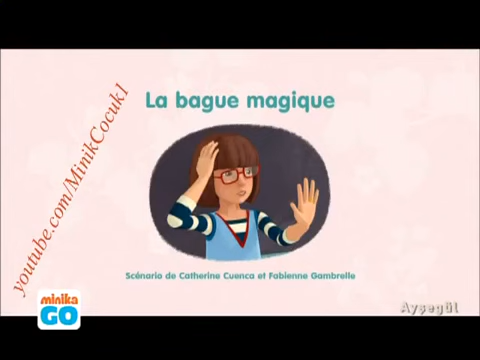 La bague magique
youtube.com/MinikCocuk1
Scénario de Catherine Cuenca et Fabienne Gambrelle
minika
GO
Ayşegül